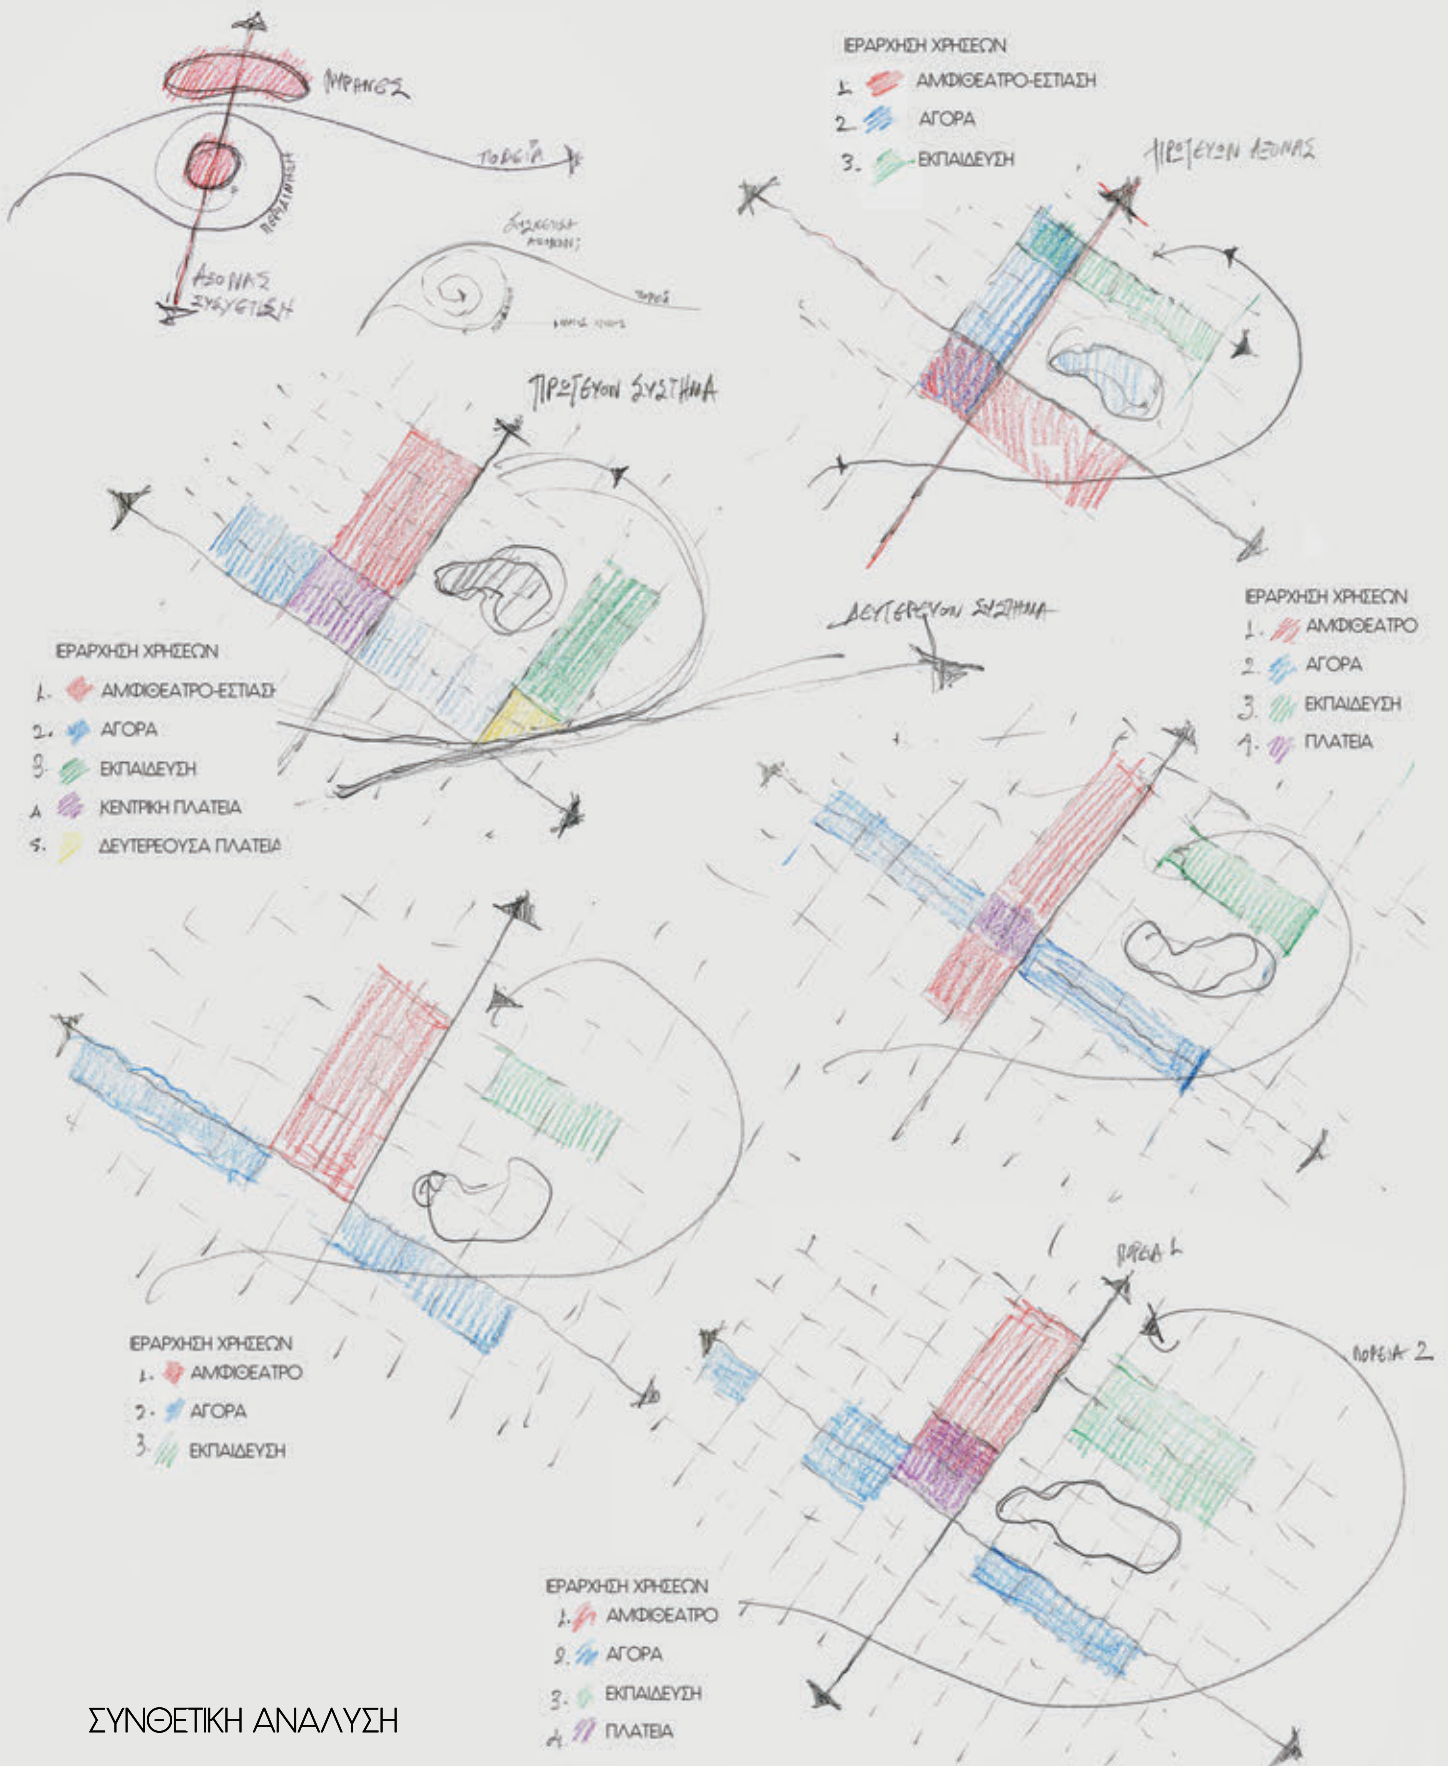 ΠΥΡΗΝΕΣ
ΠΟΡΕΙΑ
ΑΞΟΝΑΣ
ΣΥΣΧΕΤΙΣΗ
ΠΟΡΕΙΑ
ΙΕΡΑΡΧΗΣΗ ΧΡΗΣΕΩΝ
1. ΑΜΦΙΘΕΑΤΡΟ-ΕΣΤΙΑΣΗ
2 ΑΓΟΡΑ
3. ΕΚΠΑΙΔΕΥΣΗ
ΠΡΩΤΕΥΩΝ ΑΞΟΝΑΣ
ΠΡΩΤΕΥΟΝ ΣΥΣΤΗΜΑ
ΙΕΡΑΡΧΗΣΗ ΧΡΗΣΕΩΝ
1. ΑΜΦΙΘΕΑΤΡΟ-ΕΣΤΙΑΣΗ
2. ΑΓΟΡΑ
3. ΕΚΠΑΙΔΕΥΣΗ
4 ΚΕΝΤΡΙΚΗ ΠΛΑΤΕΙΑ
5. ΔΕΥΤΕΡΕΟΥΣΑ ΠΛΑΤΕΙΑ
ΔΕΥΤΕΡΕΥΟΝ ΣΥΣΤΗΜΑ
ΙΕΡΑΡΧΗΣΗ ΧΡΗΣΕΩΝ
1. ΑΜΦΙΘΕΑΤΡΟ
2. ΑΓΟΡΑ
3. ΕΚΠΑΙΔΕΥΣΗ
4. ΠΛΑΤΕΙΑ
ΙΕΡΑΡΧΗΣΗ ΧΡΗΣΕΩΝ
1. ΑΜΦΙΘΕΑΤΡΟ
2. ΑΓΟΡΑ
3. ΕΚΠΑΙΔΕΥΣΗ
ΠΟΡΕΙΑ 1
ΠΟΡΕΙΑ 2
ΙΕΡΑΡΧΗΣΗ ΧΡΗΣΕΩΝ
1. ΑΜΦΙΘΕΑΤΡΟ
2. ΑΓΟΡΑ
3. ΕΚΠΑΙΔΕΥΣΗ
4. ΠΛΑΤΕΙΑ
ΣΥΝΘΕΤΙΚΗ ΑΝΑΛΥΣΗ